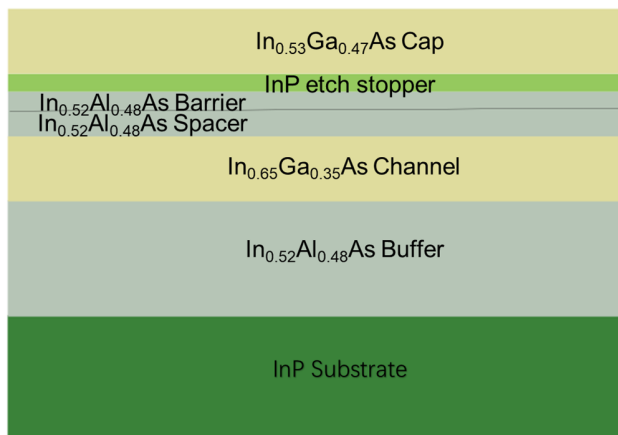 In₀.₅₃Ga₀.₄₇As Cap
InP etch stopper
In₀.₅₂Al₀.₄₈As Barrier
In₀.₅₂Al₀.₄₈As Spacer
In₀.₆₅Ga₀.₃₅As Channel
In₀.₅₂Al₀.₄₈As Buffer
InP Substrate